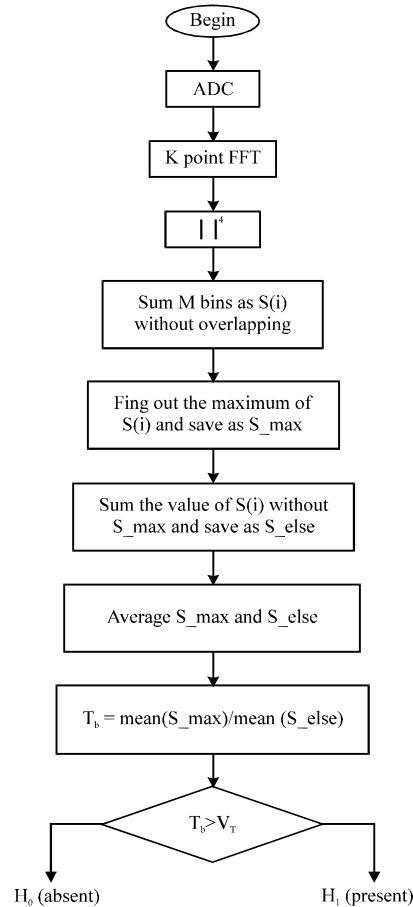 Begin
ADC
K point FFT
| |⁴
Sum M bins as S(i)
without overlapping
Fing out the maximum of
S(i) and save as S_max
Sum the value of S(i) without
S_max and save as S_else
Average S_max and S_else
T_b = mean(S_max)/mean (S_else)
T_b>V_T
H_0 (absent)
H_1 (present)